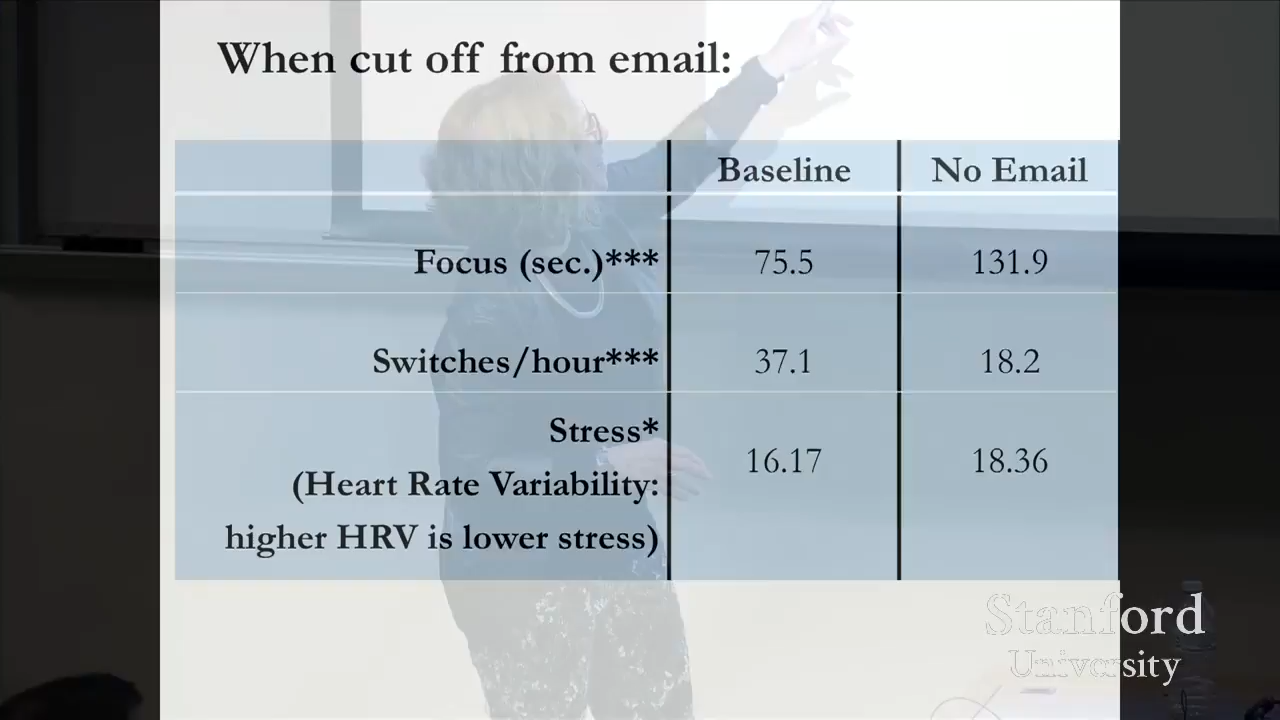 When cut off from email:
Baseline No Email
Focus (sec.)*** 75.5 131.9
Switches/hour*** 37.1 18.2
Stress*
(Heart Rate Variability: 16.17 18.36
higher HRV is lower stress)
Stanford
University